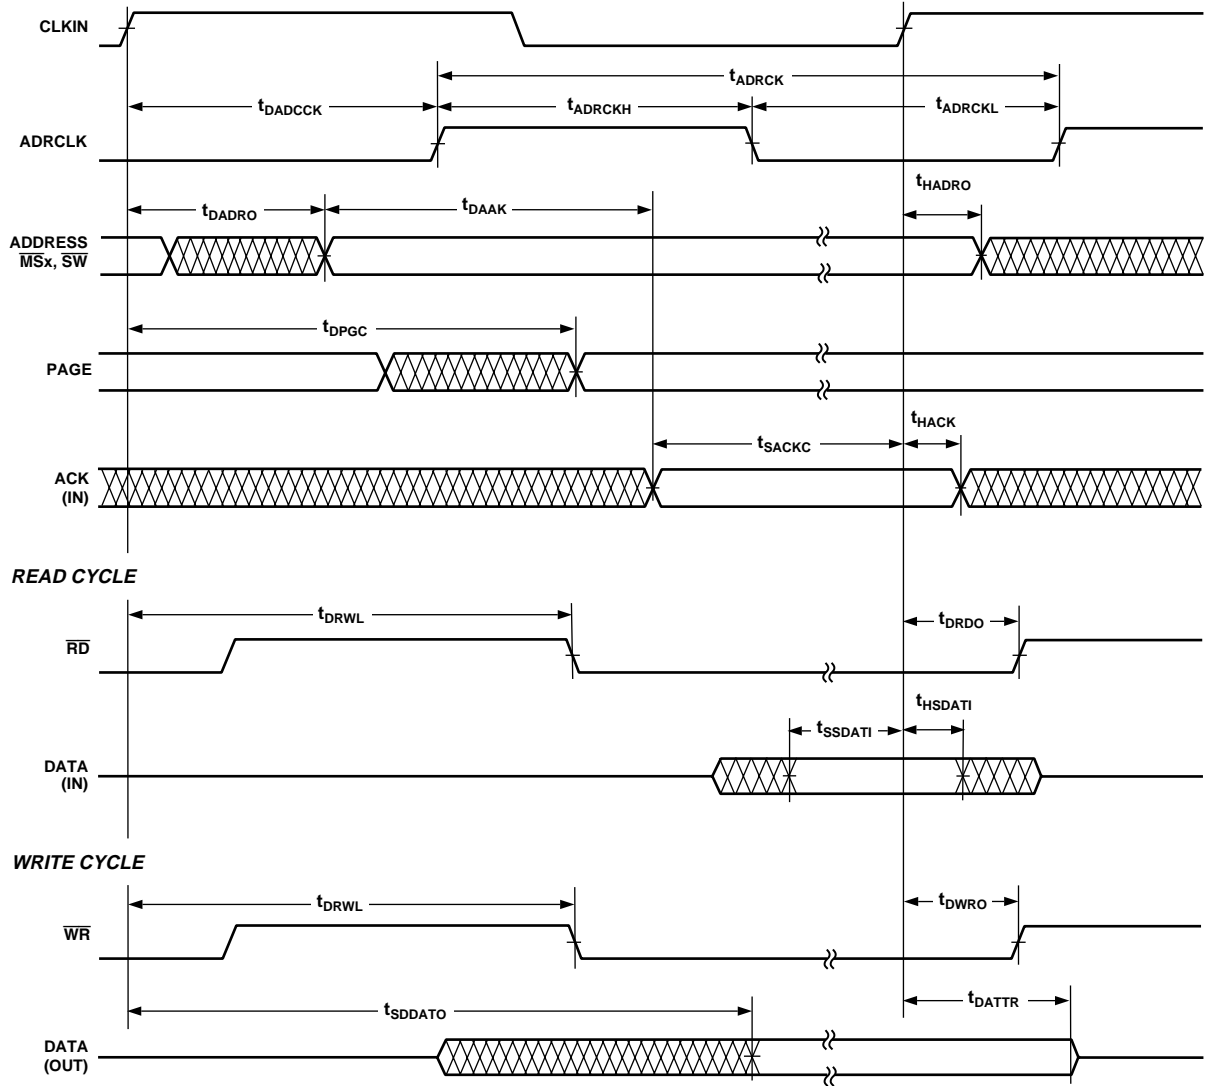 CLKIN
tADRCK
tDADCCK
tADRCKH
tADRCKL
ADRCLK
tHADRO
tDADRO
tDAAK
ADDRESS
MSx, SW
tDPGC
PAGE
tHACK
tSACKC
ACK
(IN)
READ CYCLE
tDRWL
tDRDO
RD
tHSDATI
tSSDATI
DATA
(IN)
WRITE CYCLE
tDRWL
tDWRO
WR
tDATTR
tSDDATO
DATA
(OUT)